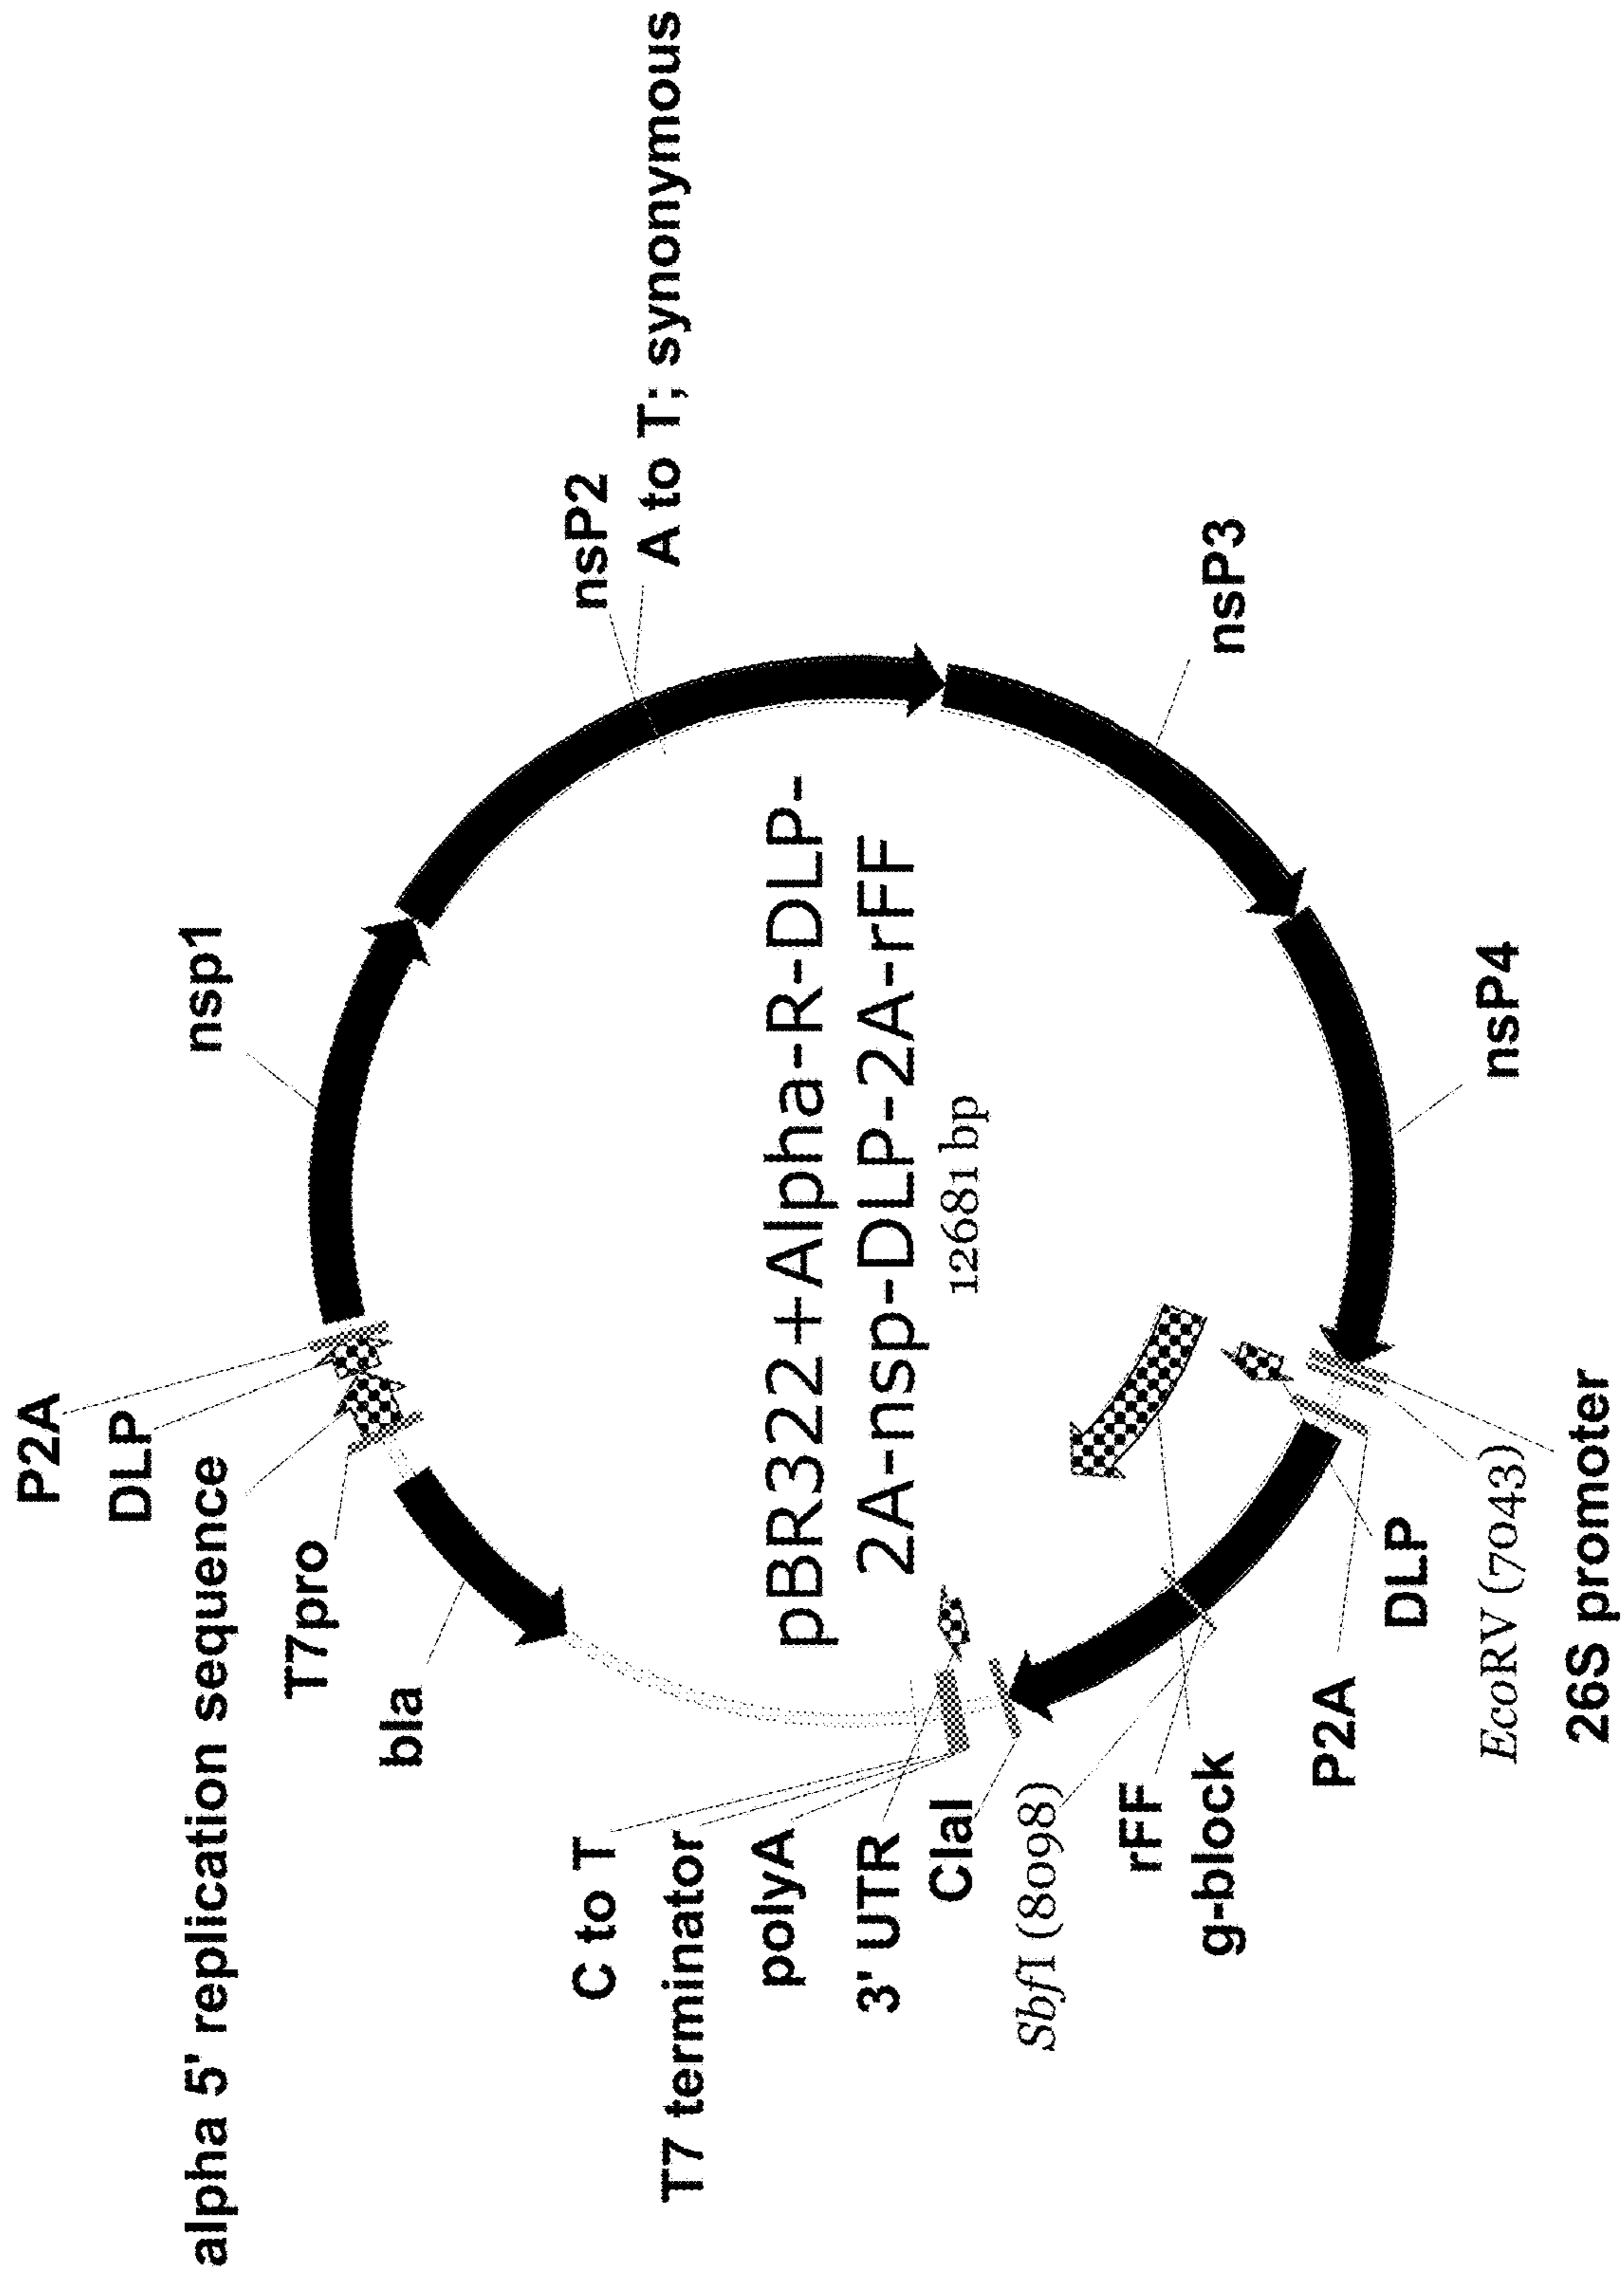 P2A
DLP
alpha 5' replication sequence
T7pro
bla
nsp1
nsP2
A to T; synonymous
nsP3
nsP4
pBR322+Alpha-R-DLP-
2A-nsp-DLP-2A-rFF
12681 bp
C to T
T7 terminator
polyA
3' UTR
ClaI
SbfI (8098)
rFF
g-block
P2A
DLP
EcoRV (7043)
26S promoter